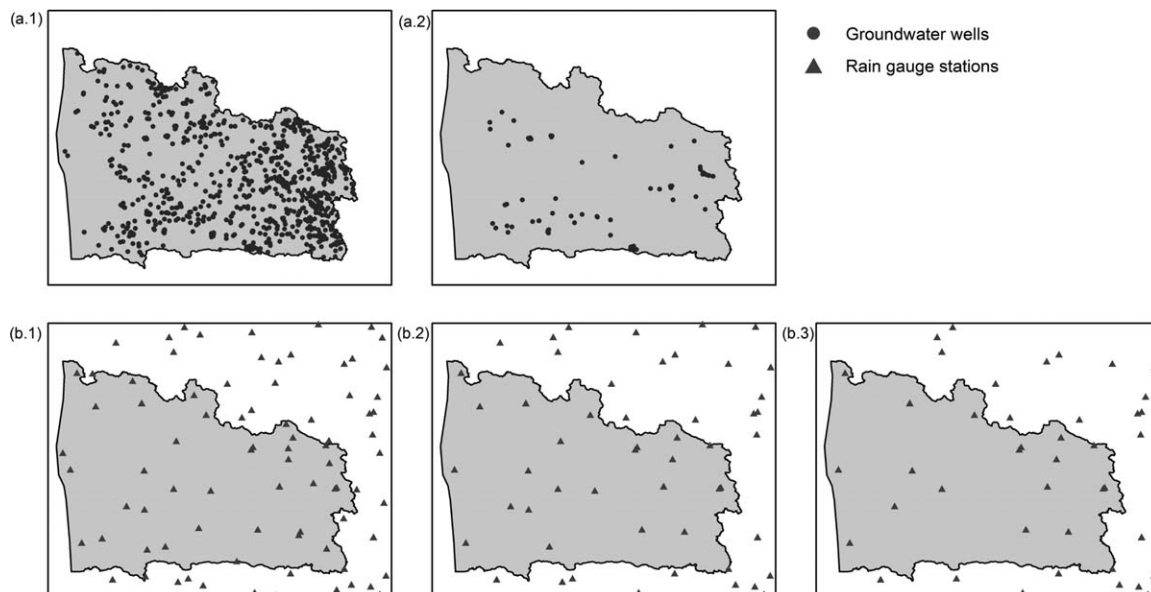 (a.1)
(a.2)
Groundwater wells
Rain gauge stations
(b.1)
(b.2)
(b.3)